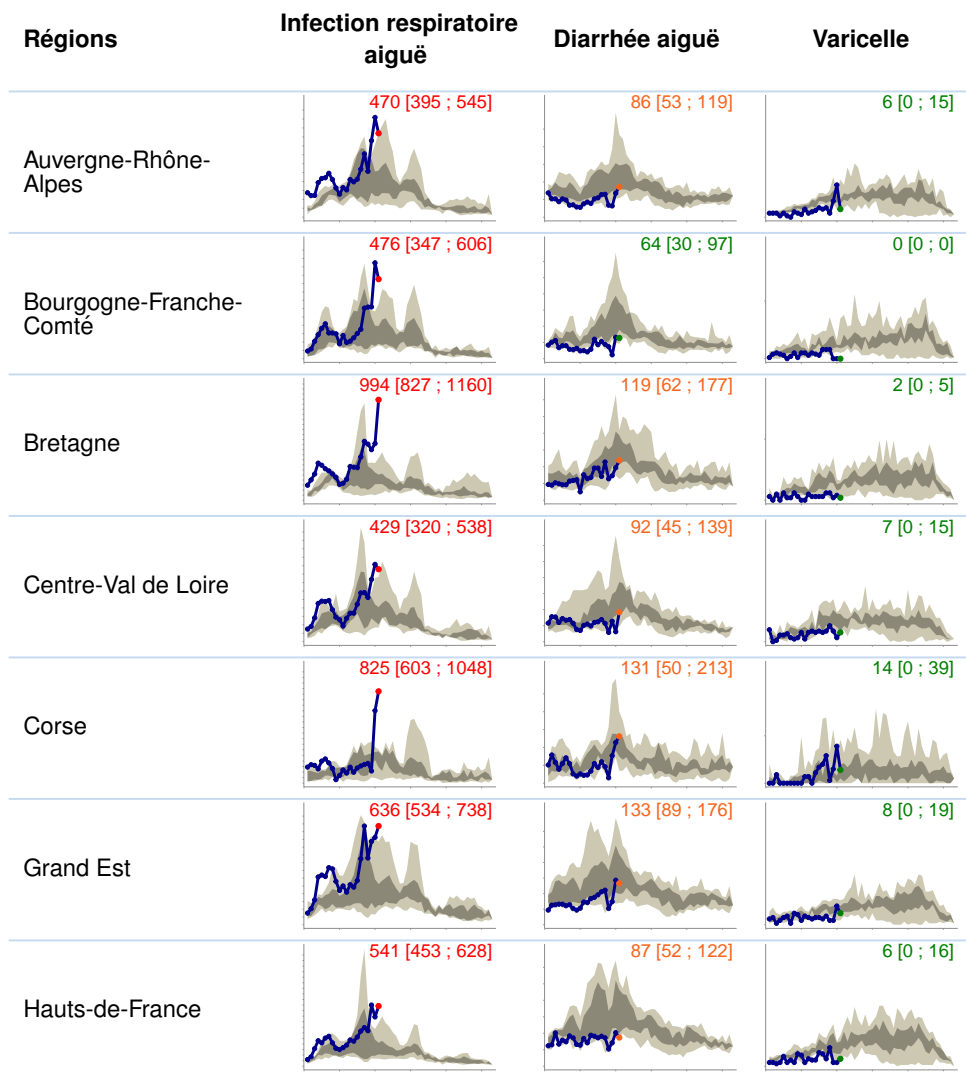 Régions
Infection respiratoire
aiguë
Diarrhée aiguë
Varicelle
470 [395 ; 545]
86 [53 ; 119]
6 [0 ; 15]
Auvergne-Rhône-
Alpes
476 [347 ; 606]
64 [30 ; 97]
0 [0 ; 0]
Bourgogne-Franche-
Comté
994 [827 ; 1160]
119 [62 ; 177]
2 [0 ; 5]
Bretagne
429 [320 ; 538]
92 [45 ; 139]
7 [0 ; 15]
Centre-Val de Loire
825 [603 ; 1048]
131 [50 ; 213]
14 [0 ; 39]
Corse
636 [534 ; 738]
133 [89 ; 176]
8 [0 ; 19]
Grand Est
541 [453 ; 628]
87 [52 ; 122]
6 [0 ; 16]
Hauts-de-France